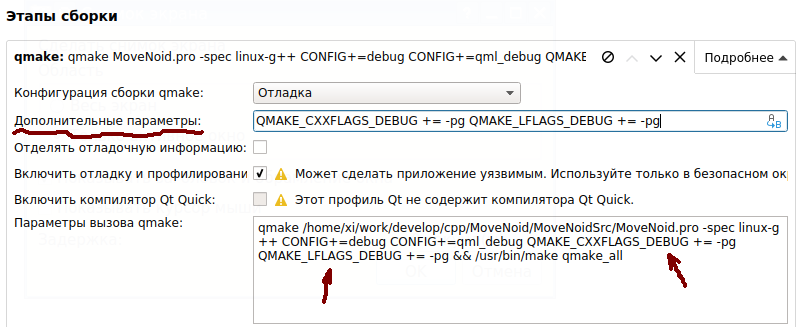 Этапы сборки
qmake: qmake MoveNoid.pro -spec linux-g++ CONFIG+=debug CONFIG+=qml_debug QMAKE
Подробнее
Конфигурация сборки qmake:
Отладка
Дополнительные параметры:
QMAKE_CXXFLAGS_DEBUG += -pg QMAKE_LFLAGS_DEBUG += -pg
Отделять отладочную информацию:
Включить отладку и профилировани
Может сделать приложение уязвимым. Используйте только в безопасном окр
Включить компилятор Qt Quick:
Этот профиль Qt не содержит компилятора Qt Quick.
Параметры вызова qmake:
qmake /home/xi/work/develop/cpp/MoveNoid/MoveNoidSrc/MoveNoid.pro -spec linux-g
++ CONFIG+=debug CONFIG+=qml_debug QMAKE_CXXFLAGS_DEBUG += -pg
QMAKE_LFLAGS_DEBUG += -pg && /usr/bin/make qmake_all